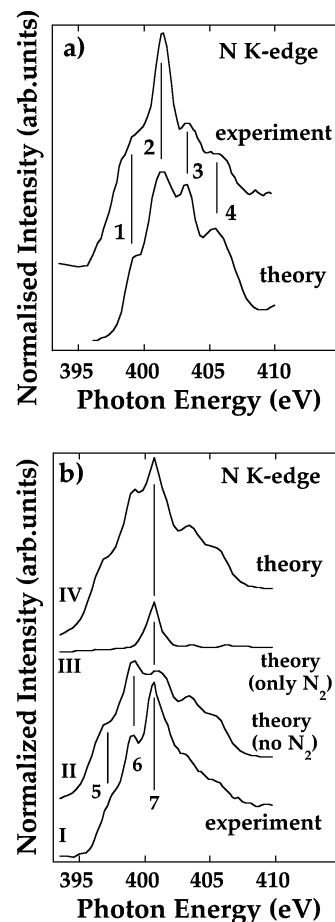 a)
N K-edge
experiment
2
3
1
4
theory
Normalised Intensity (arb.units)
395 400 405 410
Photon Energy (eV)
b)
N K-edge
theory
IV
III
theory
(only N2)
theory
(no N2)
II
5
6
7
I
experiment
Normalized Intensity (arb.units)
395 400 405 410
Photon Energy (eV)